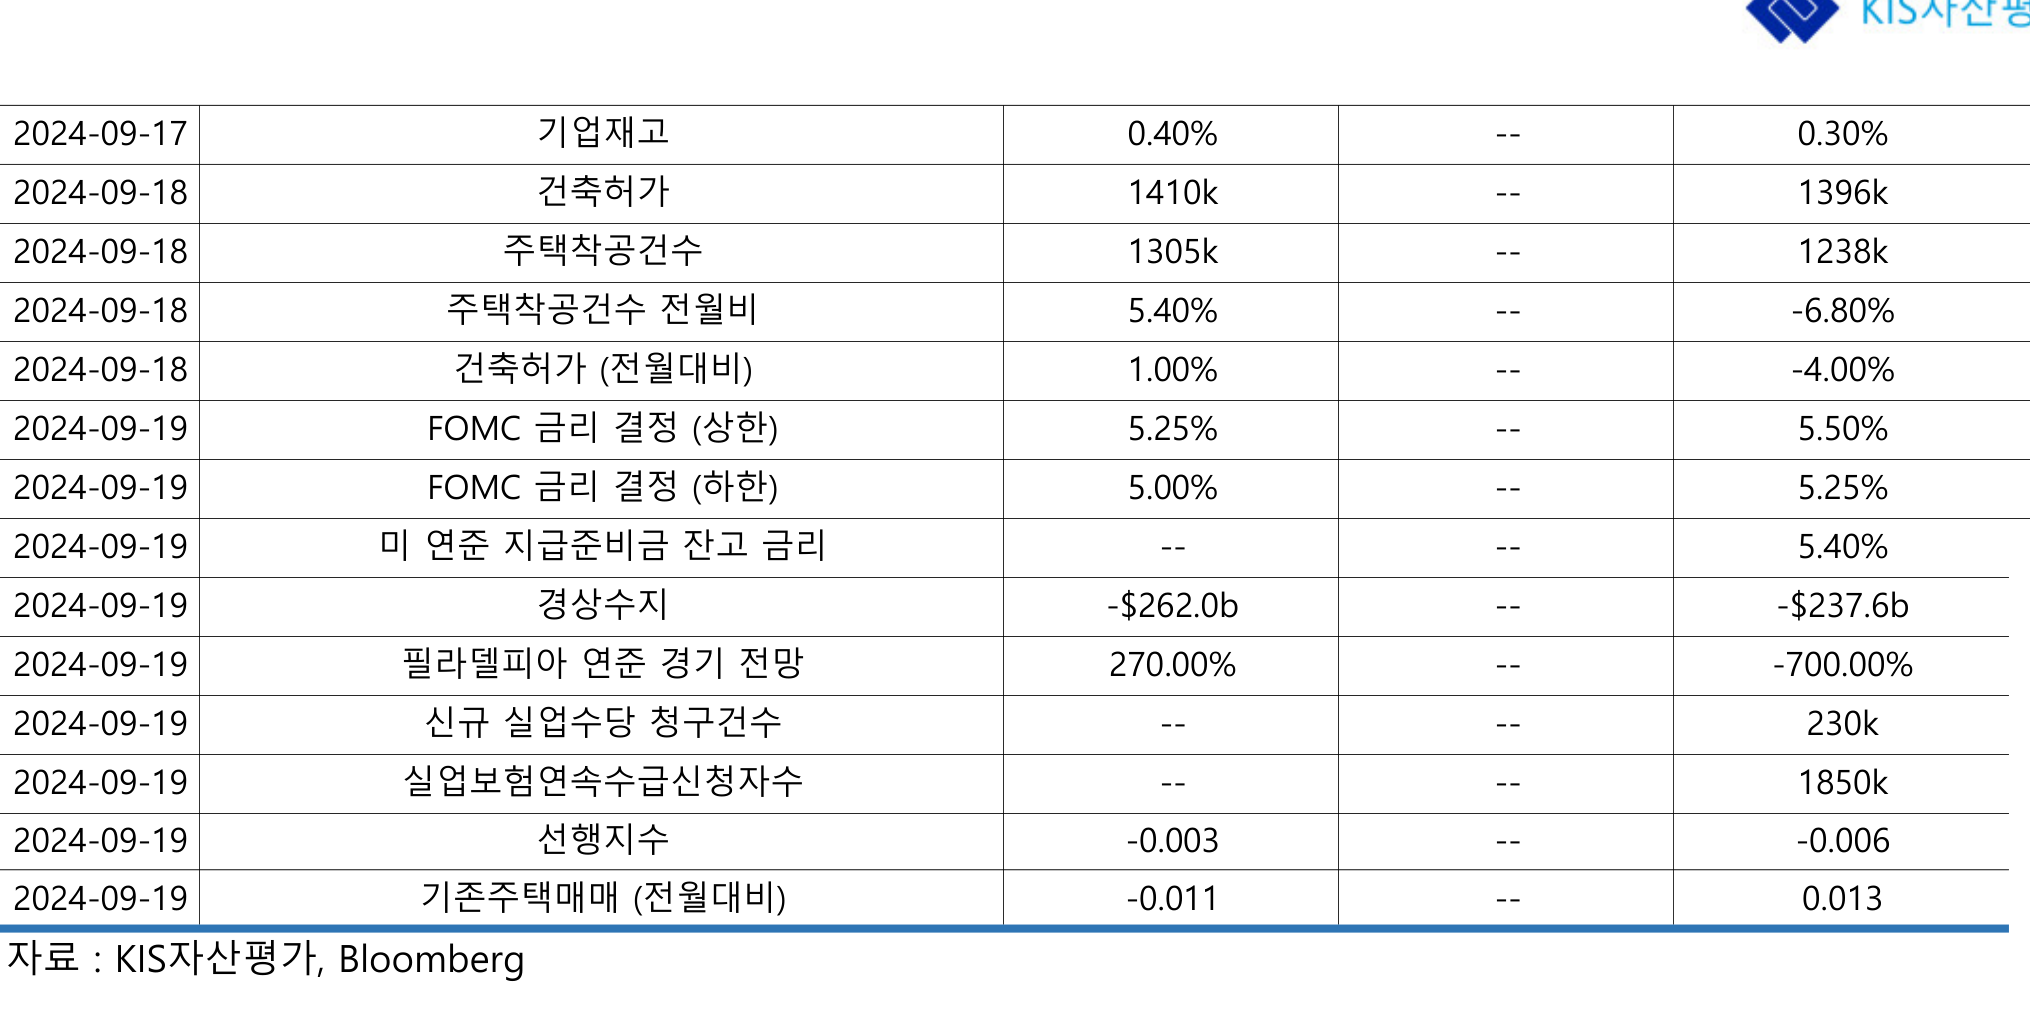 KIS자산평
2024-09-17 기업재고 0.40% -- 0.30%
2024-09-18 건축허가 1410k -- 1396k
2024-09-18 주택착공건수 1305k -- 1238k
2024-09-18 주택착공건수 전월비 5.40% -- -6.80%
2024-09-18 건축허가 (전월대비) 1.00% -- -4.00%
2024-09-19 FOMC 금리 결정 (상한) 5.25% -- 5.50%
2024-09-19 FOMC 금리 결정 (하한) 5.00% -- 5.25%
2024-09-19 미 연준 지급준비금 잔고 금리 -- -- 5.40%
2024-09-19 경상수지 -$262.0b -- -$237.6b
2024-09-19 필라델피아 연준 경기 전망 270.00% -- -700.00%
2024-09-19 신규 실업수당 청구건수 -- -- 230k
2024-09-19 실업보험연속수급신청자수 -- -- 1850k
2024-09-19 선행지수 -0.003 -- -0.006
2024-09-19 기존주택매매 (전월대비) -0.011 -- 0.013
자료 : KIS자산평가, Bloomberg